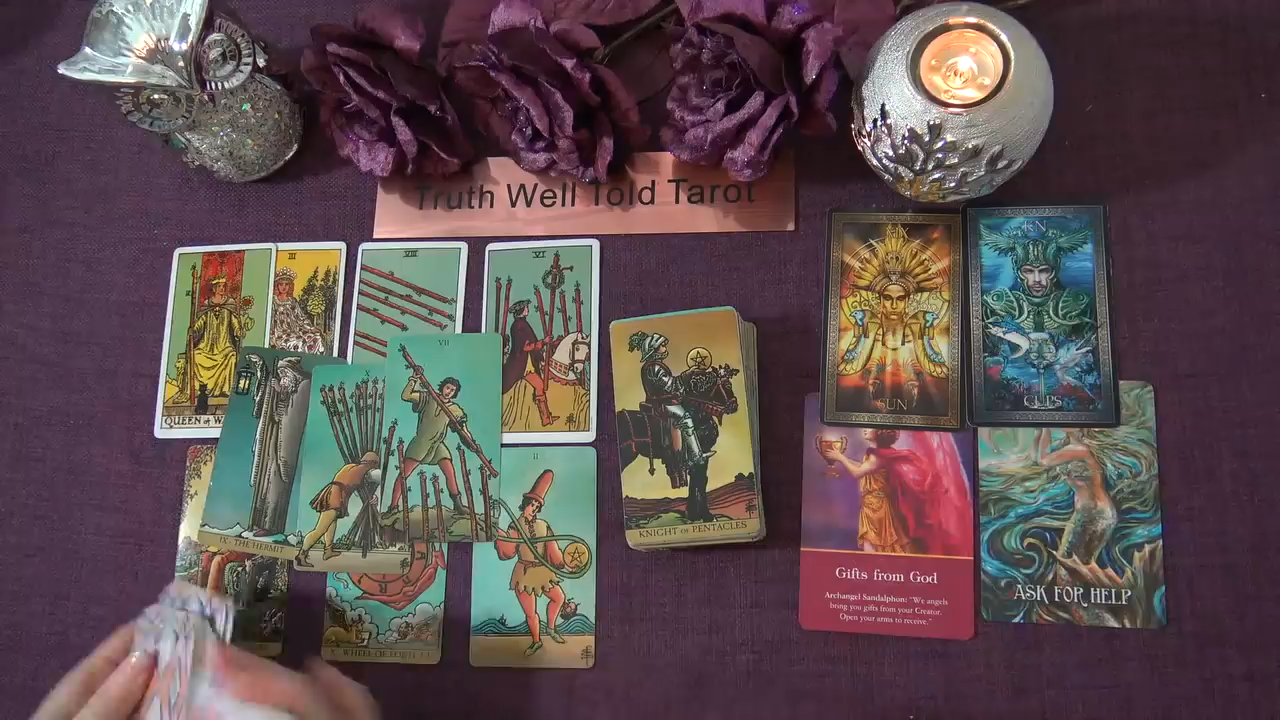 Truth Well Told Tarot
III
VIII
VI
XIX
KN
QUEEN of W
VII
X
SUN
CUPS
II
IX · THE HERMIT
KNIGHT OF PENTACLES
Gifts from God
Archangel Sandalphon: "We angels
bring you gifts from your Creator.
Open your arms to receive."
ASK FOR HELP
X · WHEEL OF FORTUNE